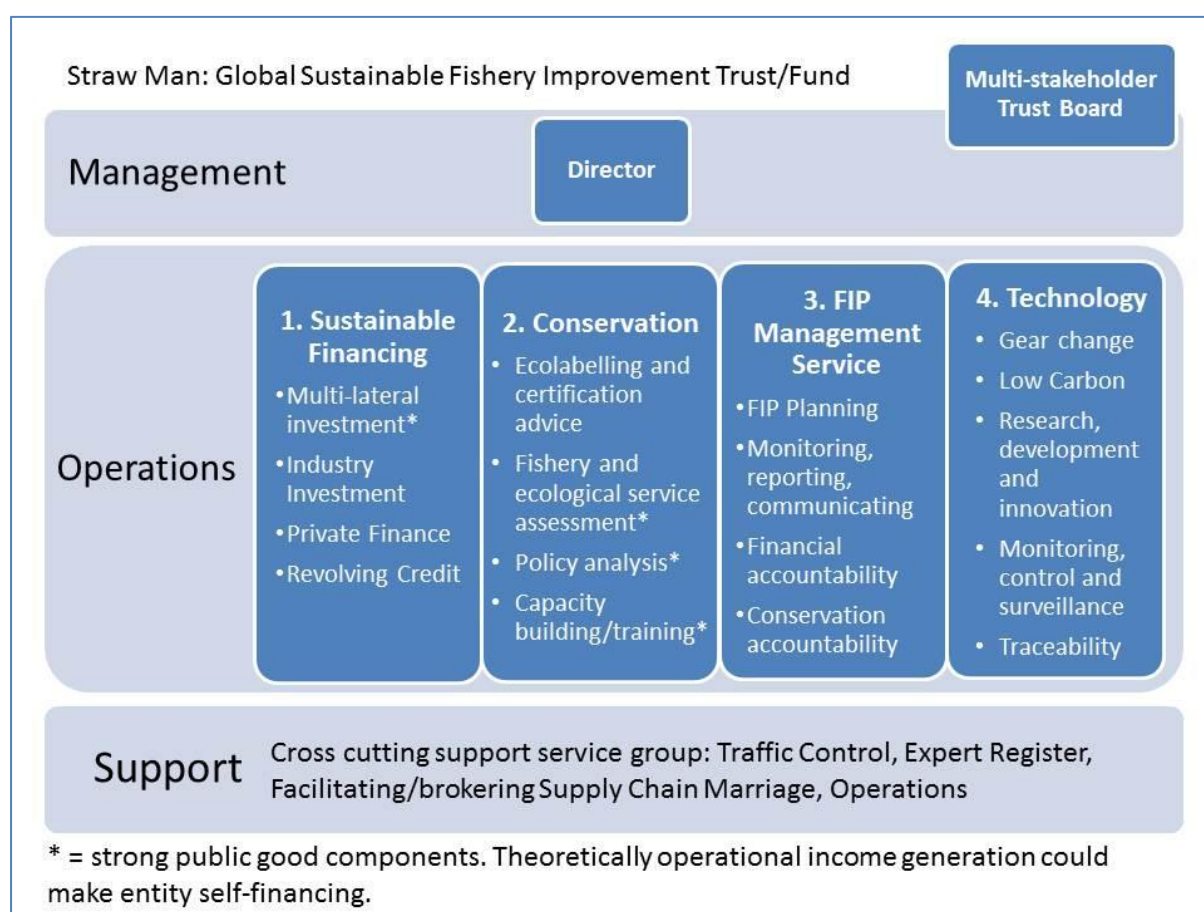 Straw Man: Global Sustainable Fishery Improvement Trust/Fund
Multi-stakeholder
Trust Board
Management
Director
Operations
1. Sustainable
Financing
•Multi-lateral
investment*
•Industry
Investment
•Private Finance
•Revolving Credit
2. Conservation
• Ecolabelling and
certification
advice
• Fishery and
ecological service
assessment*
• Policy analysis*
• Capacity
building/training*
3. FIP
Management
Service
•FIP Planning
•Monitoring,
reporting,
communicating
•Financial
accountability
•Conservation
accountability
4. Technology
• Gear change
• Low Carbon
• Research,
development
and
innovation
• Monitoring,
control and
surveillance
• Traceability
Support
Cross cutting support service group: Traffic Control, Expert Register,
Facilitating/brokering Supply Chain Marriage, Operations
* = strong public good components. Theoretically operational income generation could
make entity self-financing.